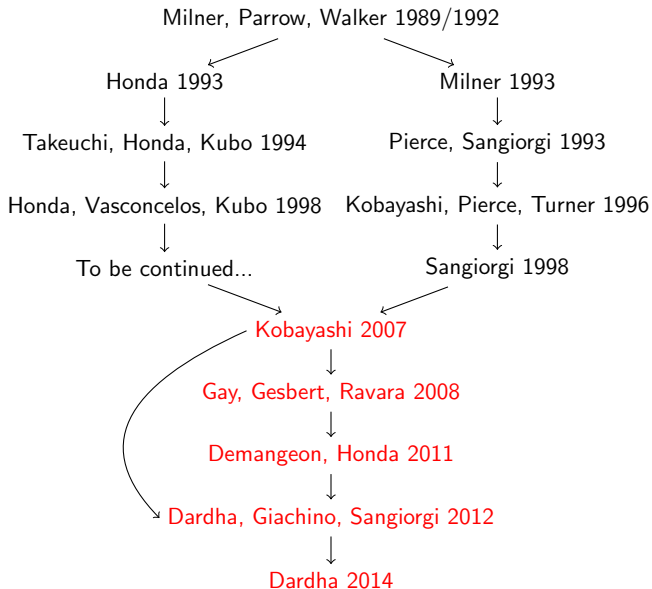 Milner, Parrow, Walker 1989/1992
Honda 1993
Milner 1993
Takeuchi, Honda, Kubo 1994
Pierce, Sangiorgi 1993
Honda, Vasconcelos, Kubo 1998
Kobayashi, Pierce, Turner 1996
To be continued...
Sangiorgi 1998
Kobayashi 2007
Gay, Gesbert, Ravara 2008
Demangeon, Honda 2011
Dardha, Giachino, Sangiorgi 2012
Dardha 2014